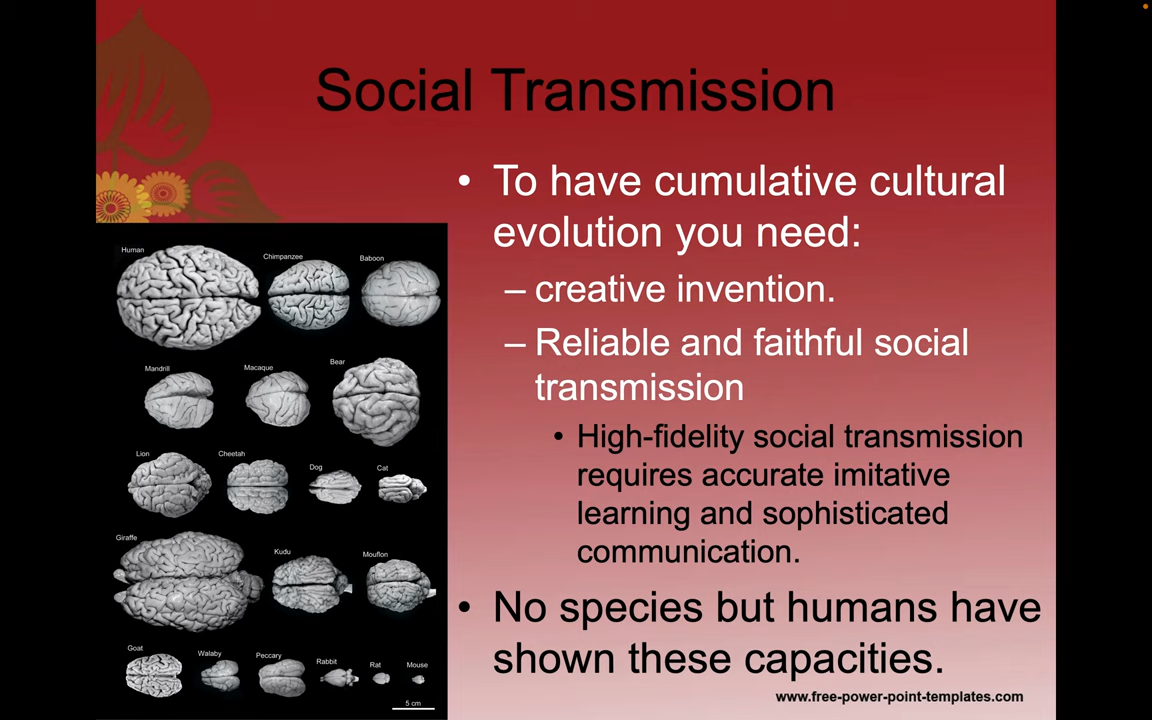 Social Transmission
• To have cumulative cultural
evolution you need:
– creative invention.
– Reliable and faithful social
transmission
• High-fidelity social transmission
requires accurate imitative
learning and sophisticated
communication.
• No species but humans have
shown these capacities.
Human
Chimpanzee
Baboon
Mandrill
Macaque
Bear
Lion
Cheetah
Dog
Cat
Giraffe
Kudu
Mouflon
Goat
Walaby
Peccary
Rabbit
Rat
Mouse
5 cm
www.free-power-point-templates.com